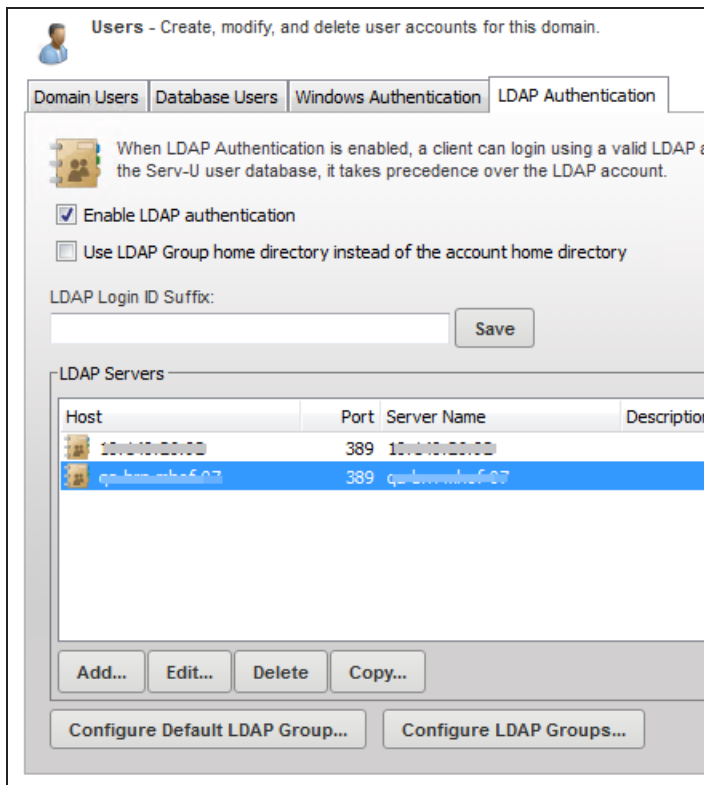 Users - Create, modify, and delete user accounts for this domain.
Domain Users Database Users Windows Authentication LDAP Authentication
When LDAP Authentication is enabled, a client can login using a valid LDAP
the Serv-U user database, it takes precedence over the LDAP account.
Enable LDAP authentication
Use LDAP Group home directory instead of the account home directory
LDAP Login ID Suffix:
Save
LDAP Servers
Host Port Server Name Description
389
389
Add... Edit... Delete Copy...
Configure Default LDAP Group... Configure LDAP Groups...